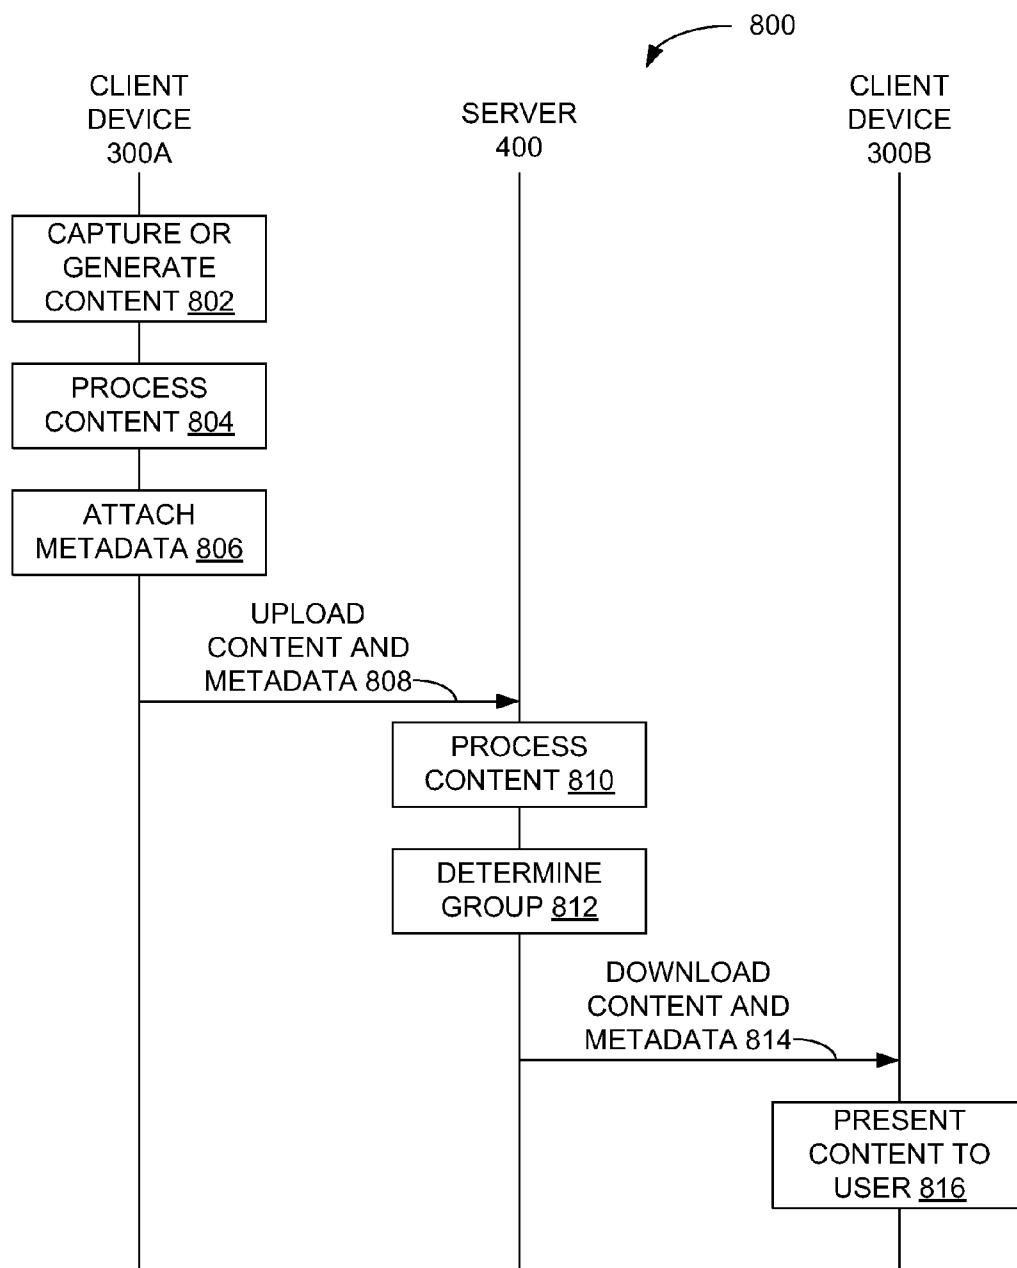 800
CLIENT
DEVICE
300A
SERVER
400
CLIENT
DEVICE
300B
CAPTURE OR
GENERATE
CONTENT 802
PROCESS
CONTENT 804
ATTACH
METADATA 806
UPLOAD
CONTENT AND
METADATA 808
PROCESS
CONTENT 810
DETERMINE
GROUP 812
DOWNLOAD
CONTENT AND
METADATA 814
PRESENT
CONTENT TO
USER 816